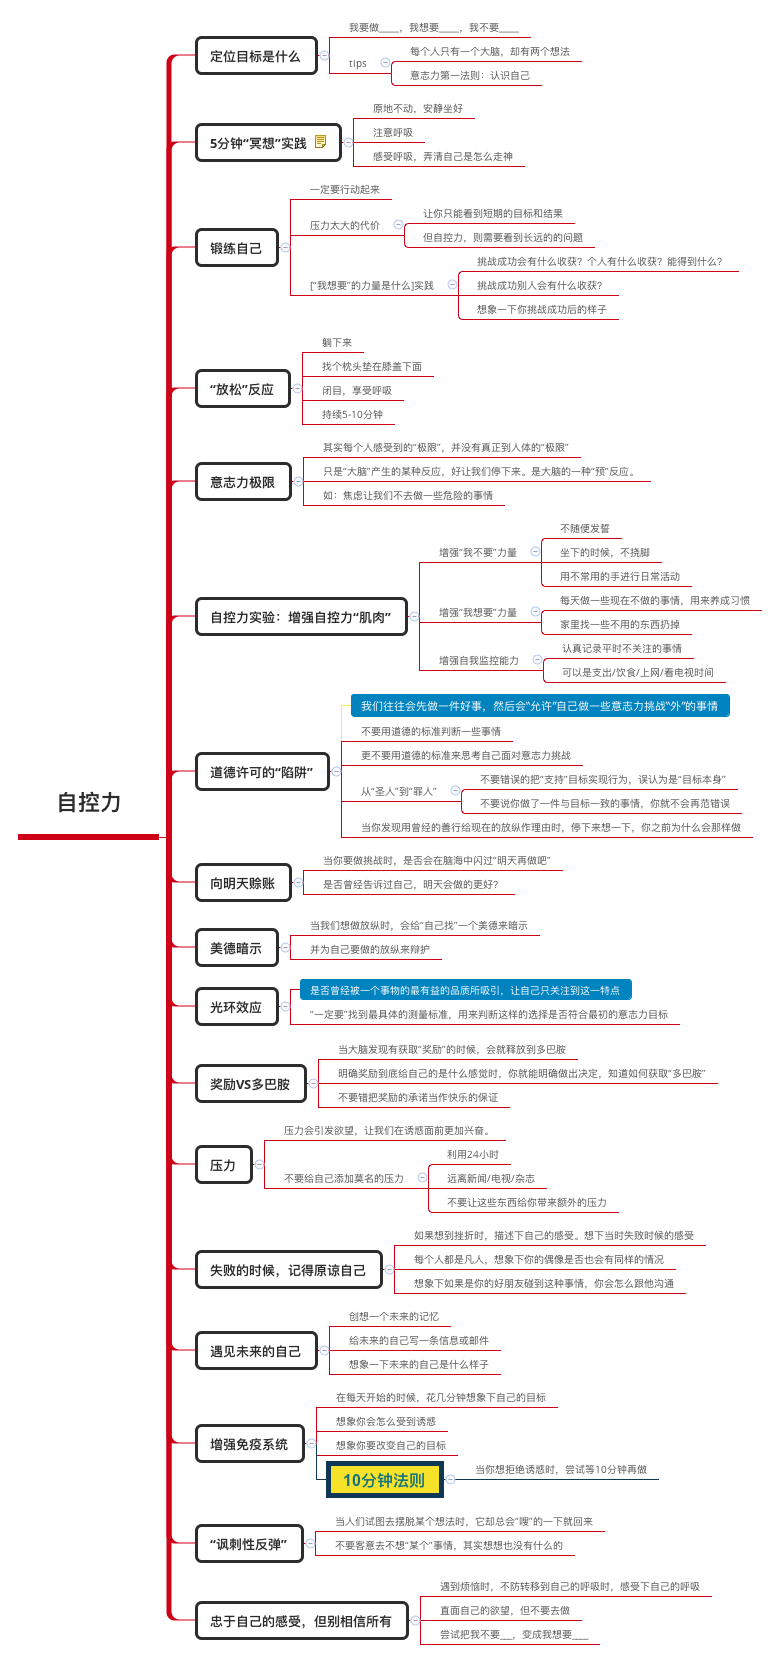 自控力
定位目标是什么
我要做____，我想要____，我不要____
tips
每个人只有一个大脑，却有两个想法
意志力第一法则：认识自己
5分钟“冥想”实践
原地不动，安静坐好
注意呼吸
感受呼吸，弄清自己是怎么走神
锻练自己
一定要行动起来
压力太大的代价
让你只能看到短期的目标和结果
但自控力，则需要看到长远的的问题
[“我想要”的力量是什么]实践
挑战成功会有什么收获？个人有什么收获？能得到什么？
挑战成功别人会有什么收获？
想象一下你挑战成功后的样子
“放松”反应
躺下来
找个枕头垫在膝盖下面
闭目，享受呼吸
持续5-10分钟
意志力极限
其实每个人感受到的“极限”，并没有真正到人体的“极限”
只是“大脑”产生的某种反应，好让我们停下来。是大脑的一种“预”反应。
如：焦虑让我们不去做一些危险的事情
自控力实验：增强自控力“肌肉”
增强“我不要”力量
不随便发誓
坐下的时候，不挠脚
用不常用的手进行日常活动
增强“我想要”力量
每天做一些现在不做的事情，用来养成习惯
家里找一些不用的东西扔掉
增强自我监控能力
认真记录平时不关注的事情
可以是支出/饮食/上网/看电视时间
道德许可的“陷阱”
我们往往会先做一件好事，然后会“允许”自己做一些意志力挑战“外”的事情
不要用道德的标准判断一些事情
更不要用道德的标准来思考自己面对意志力挑战
从“圣人”到“罪人”
不要错误的把“支持”目标实现行为，误认为是“目标本身”
不要说你做了一件与目标一致的事情，你就不会再范错误
当你发现用曾经的善行给现在的放纵作理由时，停下来想一下，你之前为什么会那样做
向明天赊账
当你要做挑战时，是否会在脑海中闪过“明天再做吧”
是否曾经告诉过自己，明天会做的更好？
美德暗示
当我们想做放纵时，会给“自己找”一个美德来暗示
并为自己要做的放纵来辩护
光环效应
是否曾经被一个事物的最有益的品质所吸引，让自己只关注到这一特点
“一定要”找到最具体的测量标准，用来判断这样的选择是否符合最初的意志力目标
奖励VS多巴胺
当大脑发现有获取“奖励”的时候，会就释放到多巴胺
明确奖励到底给自己的是什么感觉时，你就能明确做出决定，知道如何获取“多巴胺”
不要错把奖励的承诺当作快乐的保证
压力
压力会引发欲望，让我们在诱惑面前更加兴奋。
不要给自己添加莫名的压力
利用24小时
远离新闻/电视/杂志
不要让这些东西给你带来额外的压力
失败的时候，记得原谅自己
如果想到挫折时，描述下自己的感受。想下当时失败时候的感受
每个人都是凡人，想象下你的偶像是否也会有同样的情况
想象下如果是你的好朋友碰到这种事情，你会怎么跟他沟通
遇见未来的自己
创想一个未来的记忆
给未来的自己写一条信息或邮件
想象一下未来的自己是什么样子
增强免疫系统
在每天开始的时候，花几分钟想象下自己的目标
想象你会怎么受到诱惑
想象你要改变自己的目标
10分钟法则
当你想拒绝诱惑时，尝试等10分钟再做
“讽刺性反弹”
当人们试图去摆脱某个想法时，它却总会“嗖”的一下就回来
不要客意去不想“某个”事情，其实想想也没有什么的
忠于自己的感受，但别相信所有
遇到烦恼时，不防转移到自己的呼吸时，感受下自己的呼吸
直面自己的欲望，但不要去做
尝试把我不要___，变成我想要____